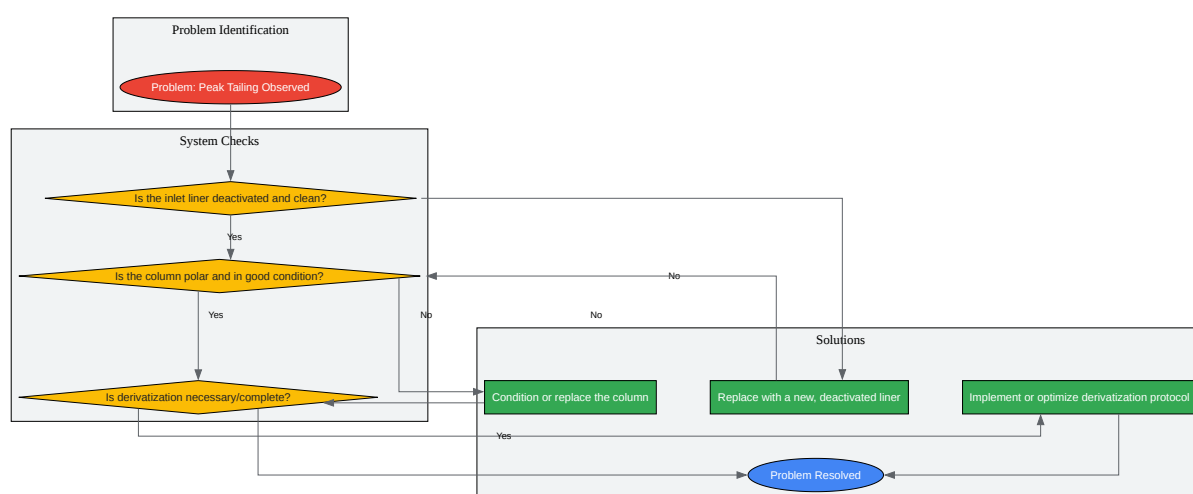 Problem Identification
Problem: Peak Tailing Observed
System Checks
Is the inlet liner deactivated and clean?
Yes
Is the column polar and in good condition?
No
Yes
No
No
Solutions
Is derivatization necessary/complete?
Condition or replace the column
Replace with a new, deactivated liner
Implement or optimize derivatization protocol
Yes
Problem Resolved